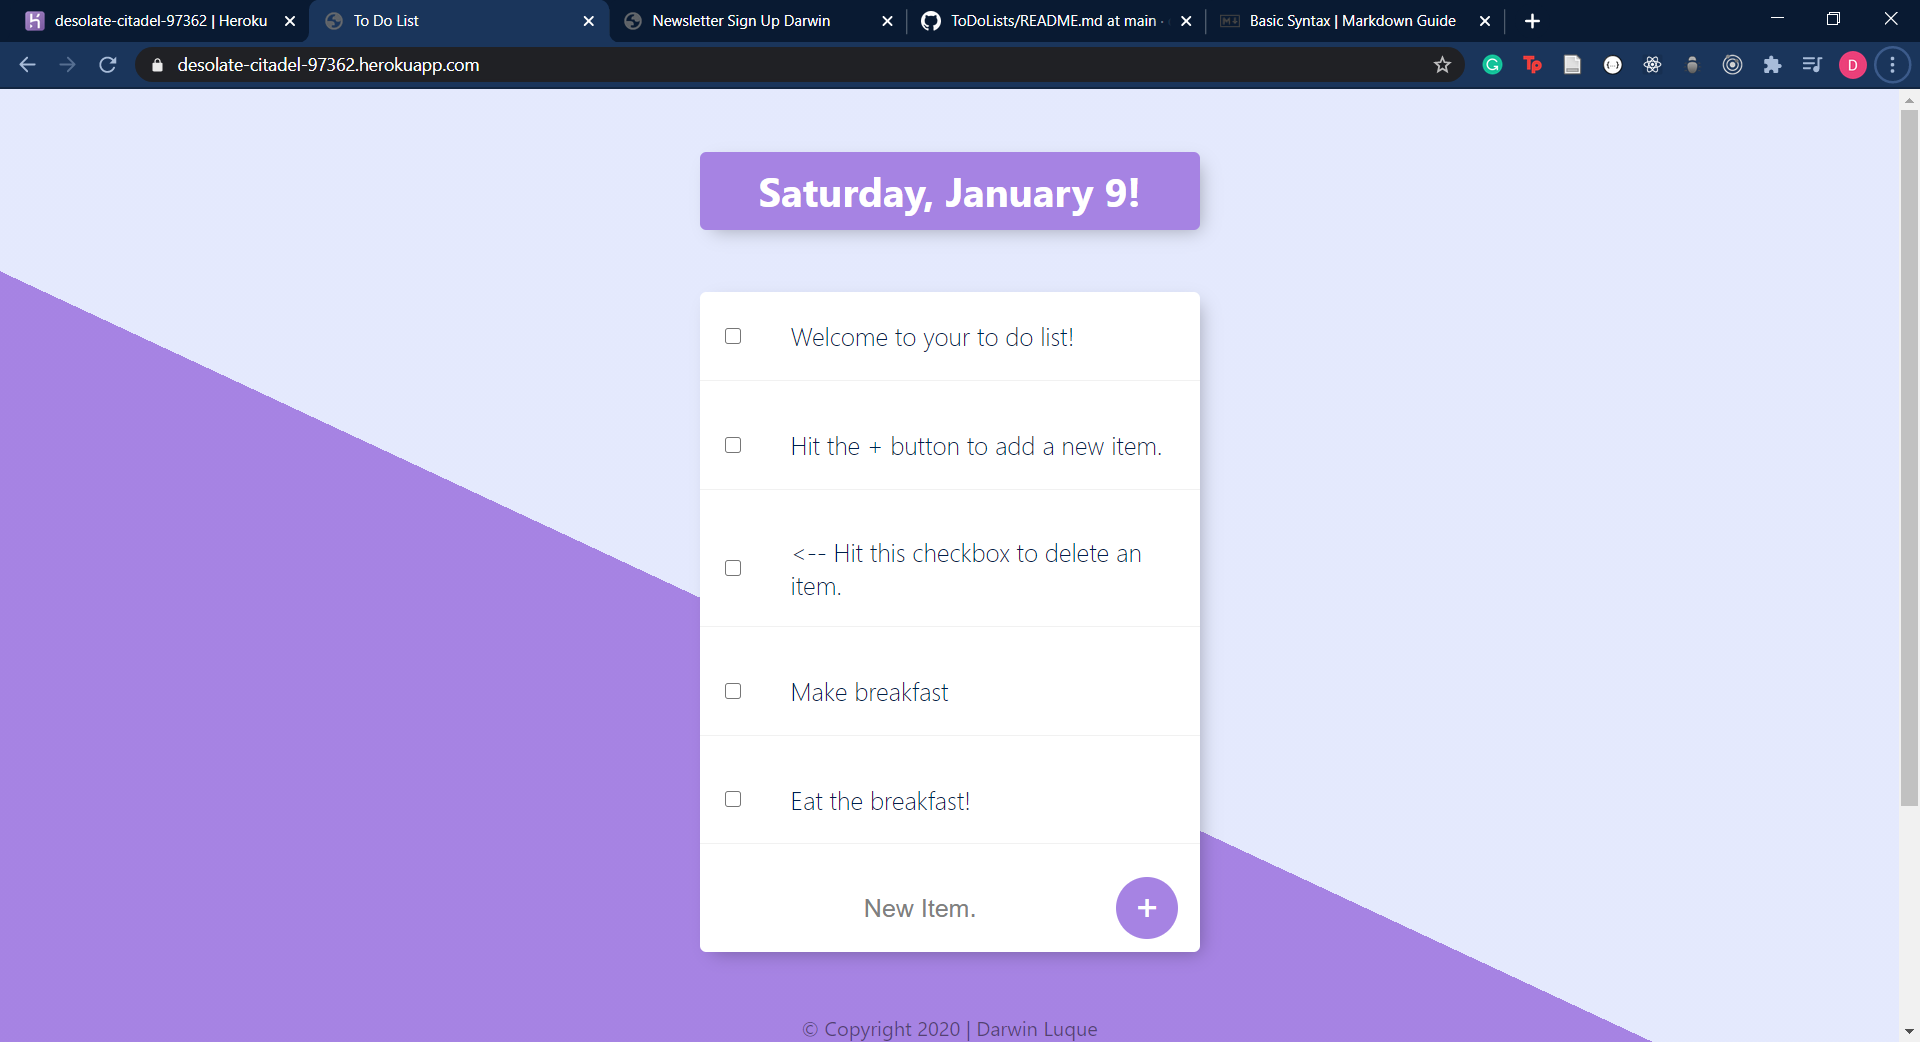 desolate-citadel-97362 | Heroku
To Do List
Newsletter Sign Up Darwin
ToDoLists/README.md at main ·
Basic Syntax | Markdown Guide
desolate-citadel-97362.herokuapp.com
D
Saturday, January 9!
Welcome to your to do list!
Hit the + button to add a new item.
<-- Hit this checkbox to delete an
item.
Make breakfast
Eat the breakfast!
New Item.
+
© Copyright 2020 | Darwin Luque